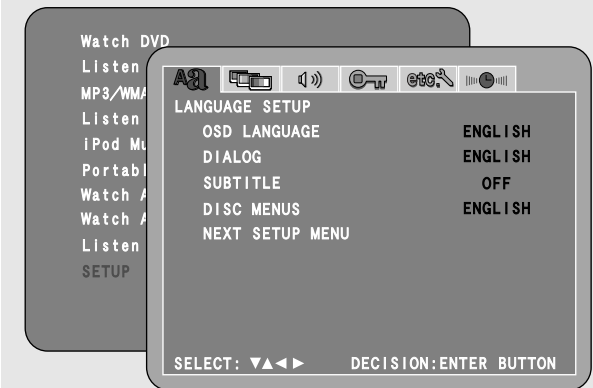 Watch DVD
Listen
MP3/WMA
Listen
iPod Mu
Portabl
Watch A
Watch A
Listen
SETUP
Aa etc.
LANGUAGE SETUP
OSD LANGUAGE ENGLISH
DIALOG ENGLISH
SUBTITLE OFF
DISC MENUS ENGLISH
NEXT SETUP MENU
SELECT: ▼▲◀ ▶ DECISION:ENTER BUTTON